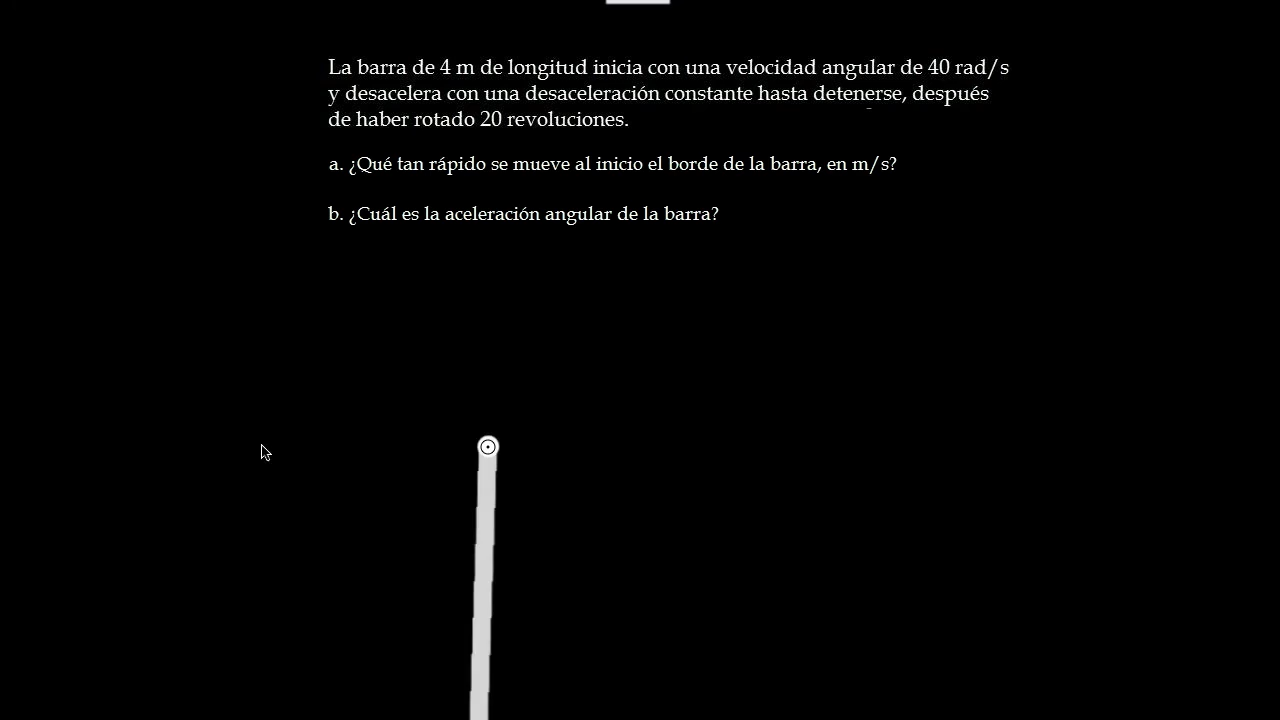 La barra de 4 m de longitud inicia con una velocidad angular de 40 rad/s
y desacelera con una desaceleración constante hasta detenerse, después
de haber rotado 20 revoluciones.
a. ¿Qué tan rápido se mueve al inicio el borde de la barra, en m/s?
b. ¿Cuál es la aceleración angular de la barra?